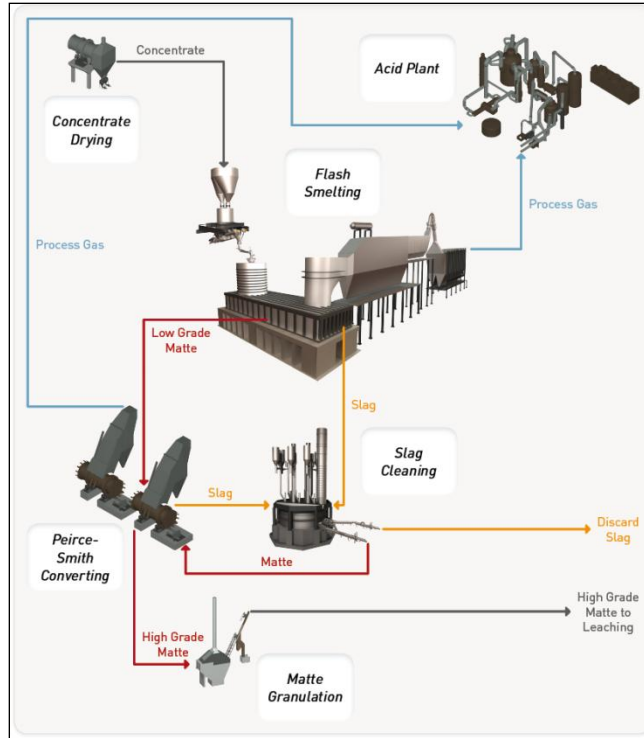 Concentrate
Acid Plant
Concentrate
Drying
Flash
Smelting
Process Gas
Process Gas
Low Grade
Matte
Slag
Slag
Cleaning
Slag
Discard
Slag
Peirce-
Smith
Converting
Matte
High Grade
Matte to
Leaching
High Grade
Matte
Matte
Granulation